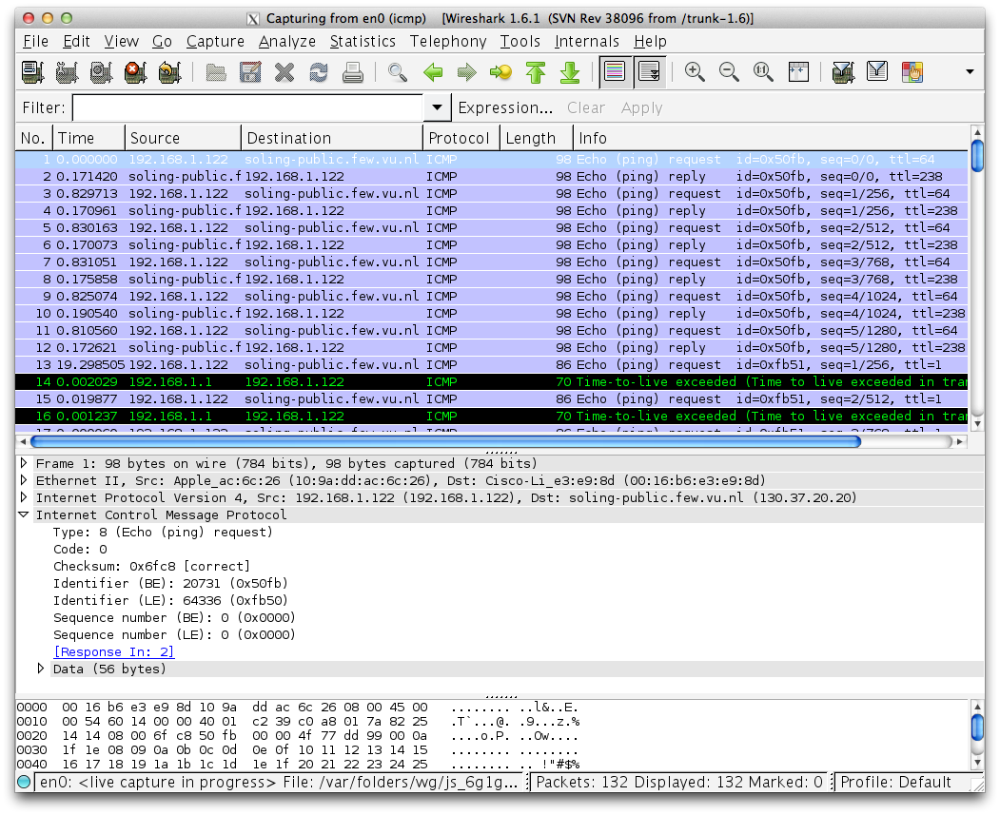 Capturing from en0 (icmp)    [Wireshark 1.6.1  (SVN Rev 38096 from /trunk-1.6)]
File Edit View Go Capture Analyze Statistics Telephony Tools Internals Help
Filter: Expression... Clear Apply
No. Time Source Destination Protocol Length Info
1 0.000000 192.168.1.122 soling-public.few.vu.nl ICMP 98 Echo (ping) request id=0x50fb, seq=0/0, ttl=64
2 0.171420 soling-public.f 192.168.1.122 ICMP 98 Echo (ping) reply id=0x50fb, seq=0/0, ttl=238
3 0.829713 192.168.1.122 soling-public.few.vu.nl ICMP 98 Echo (ping) request id=0x50fb, seq=1/256, ttl=64
4 0.170961 soling-public.f 192.168.1.122 ICMP 98 Echo (ping) reply id=0x50fb, seq=1/256, ttl=238
5 0.830163 192.168.1.122 soling-public.few.vu.nl ICMP 98 Echo (ping) request id=0x50fb, seq=2/512, ttl=64
6 0.170073 soling-public.f 192.168.1.122 ICMP 98 Echo (ping) reply id=0x50fb, seq=2/512, ttl=238
7 0.831051 192.168.1.122 soling-public.few.vu.nl ICMP 98 Echo (ping) request id=0x50fb, seq=3/768, ttl=64
8 0.175858 soling-public.f 192.168.1.122 ICMP 98 Echo (ping) reply id=0x50fb, seq=3/768, ttl=238
9 0.825074 192.168.1.122 soling-public.few.vu.nl ICMP 98 Echo (ping) request id=0x50fb, seq=4/1024, ttl=64
10 0.190540 soling-public.f 192.168.1.122 ICMP 98 Echo (ping) reply id=0x50fb, seq=4/1024, ttl=238
11 0.810560 192.168.1.122 soling-public.few.vu.nl ICMP 98 Echo (ping) request id=0x50fb, seq=5/1280, ttl=64
12 0.172621 soling-public.f 192.168.1.122 ICMP 98 Echo (ping) reply id=0x50fb, seq=5/1280, ttl=238
13 19.298505 192.168.1.122 soling-public.few.vu.nl ICMP 86 Echo (ping) request id=0xfb51, seq=1/256, ttl=1
14 0.002029 192.168.1.1 192.168.1.122 ICMP 70 Time-to-live exceeded (Time to live exceeded in tran
15 0.019877 192.168.1.122 soling-public.few.vu.nl ICMP 86 Echo (ping) request id=0xfb51, seq=2/512, ttl=1
16 0.001237 192.168.1.1 192.168.1.122 ICMP 70 Time-to-live exceeded (Time to live exceeded in tran
Frame 1: 98 bytes on wire (784 bits), 98 bytes captured (784 bits)
Ethernet II, Src: Apple_ac:6c:26 (10:9a:dd:ac:6c:26), Dst: Cisco-Li_e3:e9:8d (00:16:b6:e3:e9:8d)
Internet Protocol Version 4, Src: 192.168.1.122 (192.168.1.122), Dst: soling-public.few.vu.nl (130.37.20.20)
Internet Control Message Protocol
Type: 8 (Echo (ping) request)
Code: 0
Checksum: 0x6fc8 [correct]
Identifier (BE): 20731 (0x50fb)
Identifier (LE): 64336 (0xfb50)
Sequence number (BE): 0 (0x0000)
Sequence number (LE): 0 (0x0000)
[Response In: 2]
Data (56 bytes)
0000  00 16 b6 e3 e9 8d 10 9a  dd ac 6c 26 08 00 45 00   ........ ..l&..E.
0010  00 54 60 14 00 00 40 01  c2 39 c0 a8 01 7a 82 25   .T`...@. .9...z.%
0020  14 14 08 00 6f c8 50 fb  00 00 4f 77 dd 99 00 0a   ....o.P. ..Ow....
0030  1f 1e 08 09 0a 0b 0c 0d  0e 0f 10 11 12 13 14 15   ........ ........
0040  16 17 18 19 1a 1b 1c 1d  1e 1f 20 21 22 23 24 25   ........ .. !"#$%
en0: <live capture in progress> File: /var/folders/wg/js_6g1g... Packets: 132 Displayed: 132 Marked: 0 Profile: Default